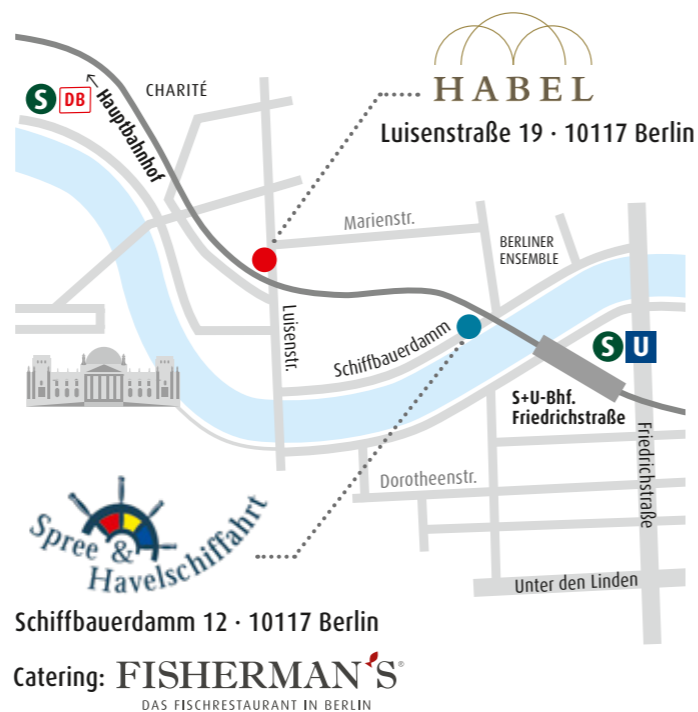 HABEL
Luisenstraße 19 · 10117 Berlin
S
DB
Hauptbahnhof
CHARITÉ
Marienstr.
BERLINER
ENSEMBLE
Luisenstr.
Schiffbauerdamm
S
U
S+U-Bhf.
Friedrichstraße
Friedrichstraße
Dorotheenstr.
Unter den Linden
Spree &
Havelschiffahrt
Schiffbauerdamm 12 · 10117 Berlin
Catering: FISHERMAN'S®
DAS FISCHRESTAURANT IN BERLIN